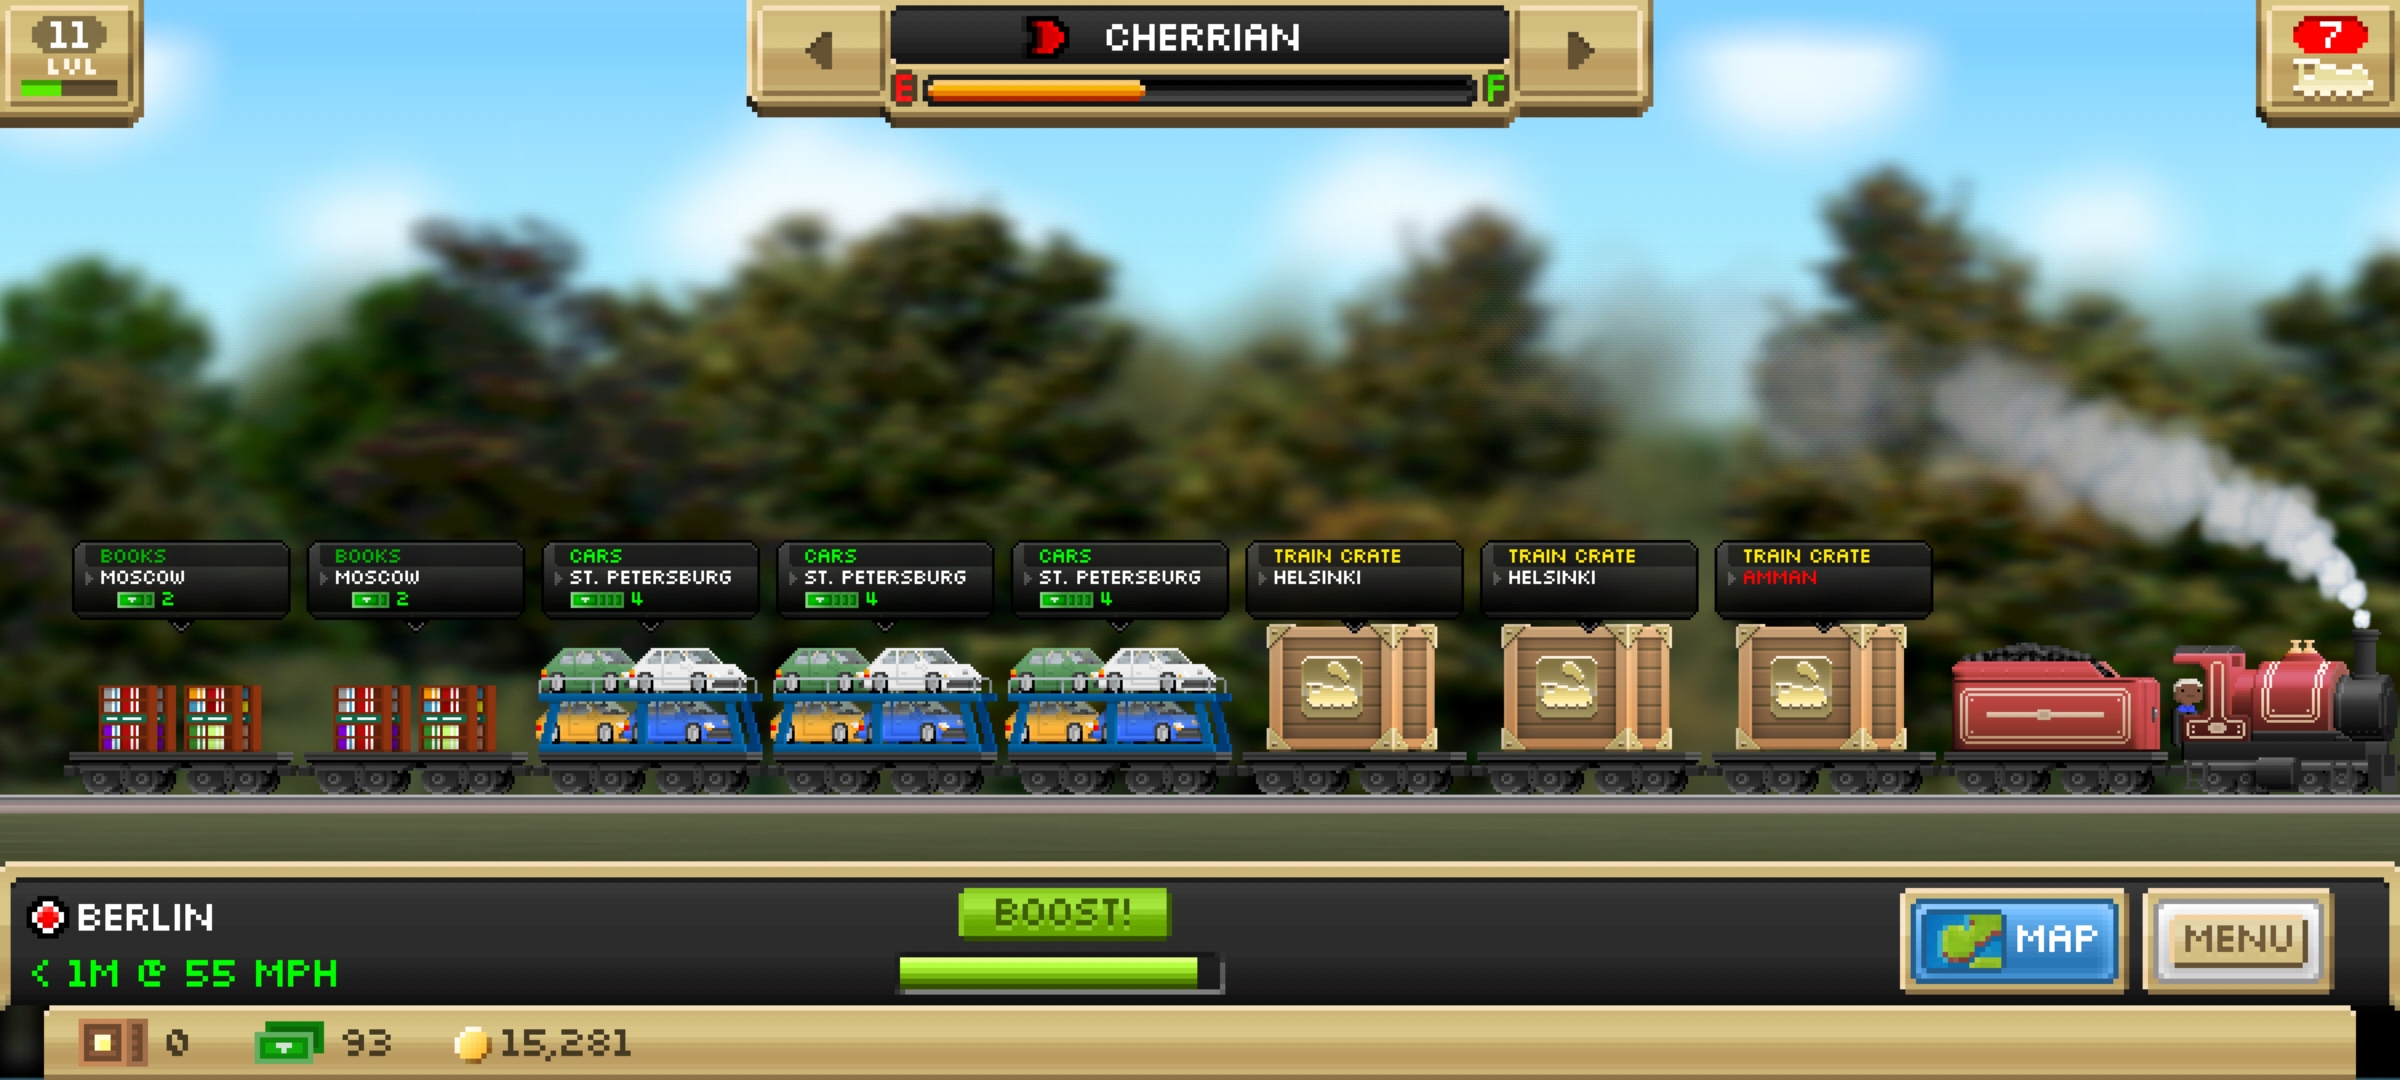 11
LVL
CHERRIAN
E F
7
BOOKS
MOSCOW
2
BOOKS
MOSCOW
2
CARS
ST. PETERSBURG
4
CARS
ST. PETERSBURG
4
CARS
ST. PETERSBURG
4
TRAIN CRATE
HELSINKI
TRAIN CRATE
HELSINKI
TRAIN CRATE
AMMAN
BERLIN
< 1M @ 55 MPH
BOOST!
MAP
MENU
0
93
15,281